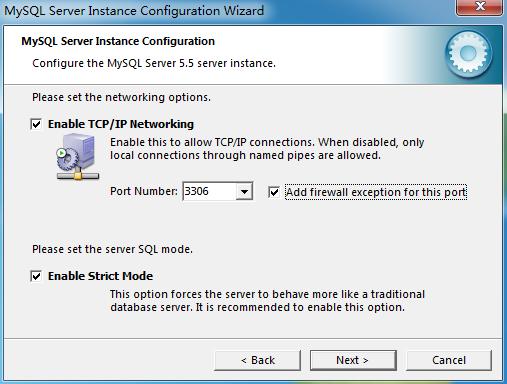 MySQL Server Instance Configuration Wizard
MySQL Server Instance Configuration
Configure the MySQL Server 5.5 server instance.
Please set the networking options.
Enable TCP/IP Networking
Enable this to allow TCP/IP connections. When disabled, only
local connections through named pipes are allowed.
Port Number: 3306 Add firewall exception for this port
Please set the server SQL mode.
Enable Strict Mode
This option forces the server to behave more like a traditional
database server. It is recommended to enable this option.
< Back Next > Cancel